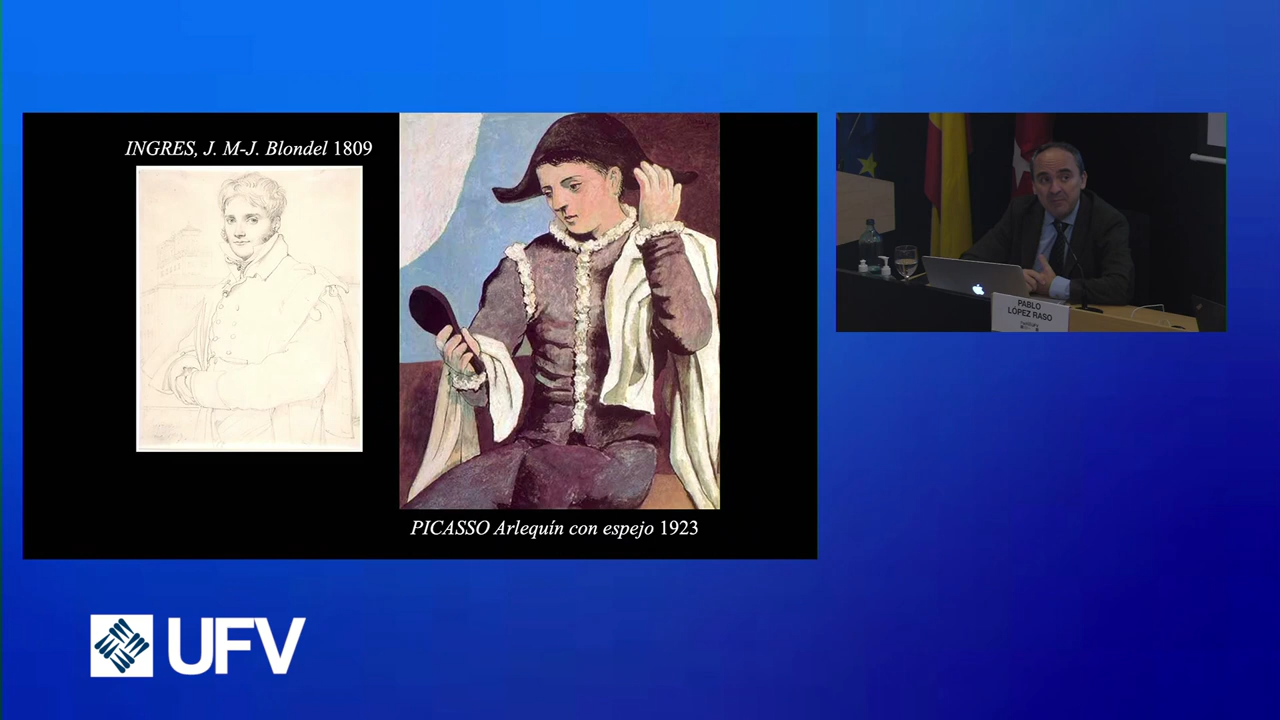 INGRES, J. M-J. Blondel 1809
PICASSO Arlequín con espejo 1923
PABLO
LÓPEZ RASO
UFV